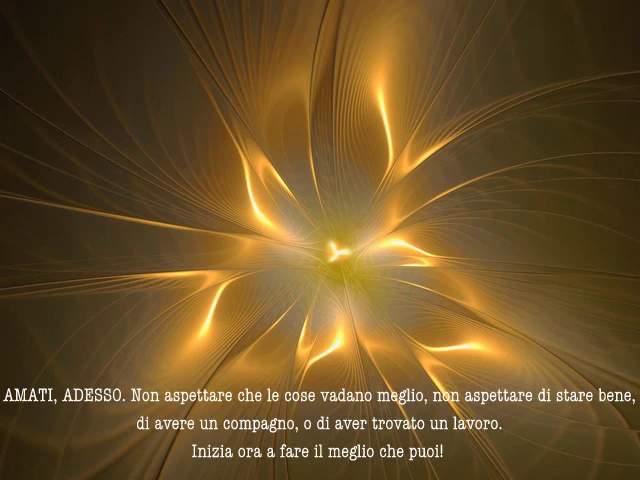 AMATI, ADESSO. Non aspettare che le cose vadano meglio, non aspettare di stare bene,
di avere un compagno, o di aver trovato un lavoro.
Inizia ora a fare il meglio che puoi!